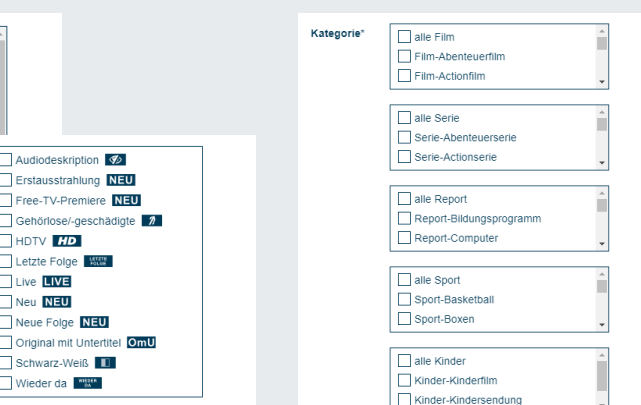 Audiodeskription
Erstausstrahlung NEU
Free-TV-Premiere NEU
Gehörlose/-geschädigte
HDTV HD
Letzte Folge LETZTE FOLGE
Live LIVE
Neu NEU
Neue Folge NEU
Original mit Untertitel OmU
Schwarz-Weiß
Wieder da WIEDER DA
Kategorie*
alle Film
Film-Abenteuerfilm
Film-Actionfilm
alle Serie
Serie-Abenteuerserie
Serie-Actionserie
alle Report
Report-Bildungsprogramm
Report-Computer
alle Sport
Sport-Basketball
Sport-Boxen
alle Kinder
Kinder-Kinderfilm
Kinder-Kindersendung